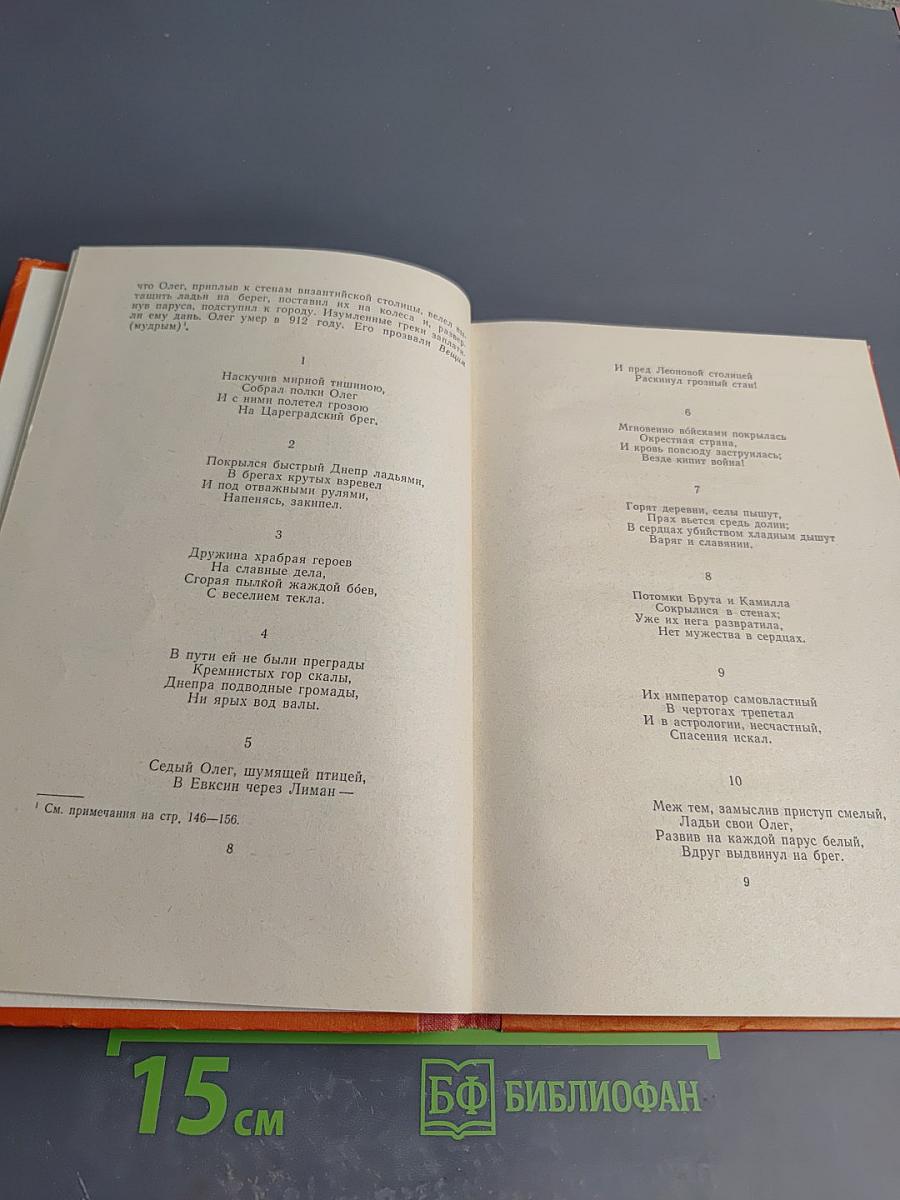 что Олег, приплыв к стенам византийской столицы, велел вы-
тащить ладьи на берег, поставил их на колеса и, развер-
нув паруса, подступил к городу. Изумленные греки заплати-
ли ему дань. Олег умер в 912 году. Его прозвали Вещим
(мудрым)¹.
1
Наскучив мирной тишиною,
Собрал полки Олег
И с ними полетел грозою
На Цареградский брег.
2
Покрылся быстрый Днепр ладьями,
В брегах крутых взревел
И под отважными рулями,
Напенясь, закипел.
3
Дружина храбрая героев
На славные дела,
Сгорая пылкой жаждой бо́ев,
С веселием текла.
4
В пути ей не были преграды
Кремнистых гор скалы,
Днепра подводные громады,
Ни ярых вод валы.
5
Седый Олег, шумящей птицей,
В Евксин через Лиман —
¹ См. примечания на стр. 146—156.
8
И пред Леоновой столицей
Раскинул грозный стан!
6
Мгновенно во́йсками покрылась
Окрестная страна,
И кровь повсюду заструилась;
Везде кипит война!
7
Горят деревни, селы пышут,
Прах вьется средь долин;
В сердцах убийством хладным дышут
Варяг и славянин.
8
Потомки Брута и Камилла
Сокрылися в стенах;
Уже их нега развратила,
Нет мужества в сердцах.
9
Их император самовластный
В чертогах трепетал
И в астрологии, несчастный,
Спасения искал.
10
Меж тем, замыслив приступ смелый,
Ладьи свои Олег,
Развив на каждой парус белый,
Вдруг выдвинул на брег.
9
15 см
БФ БИБЛИОФАН